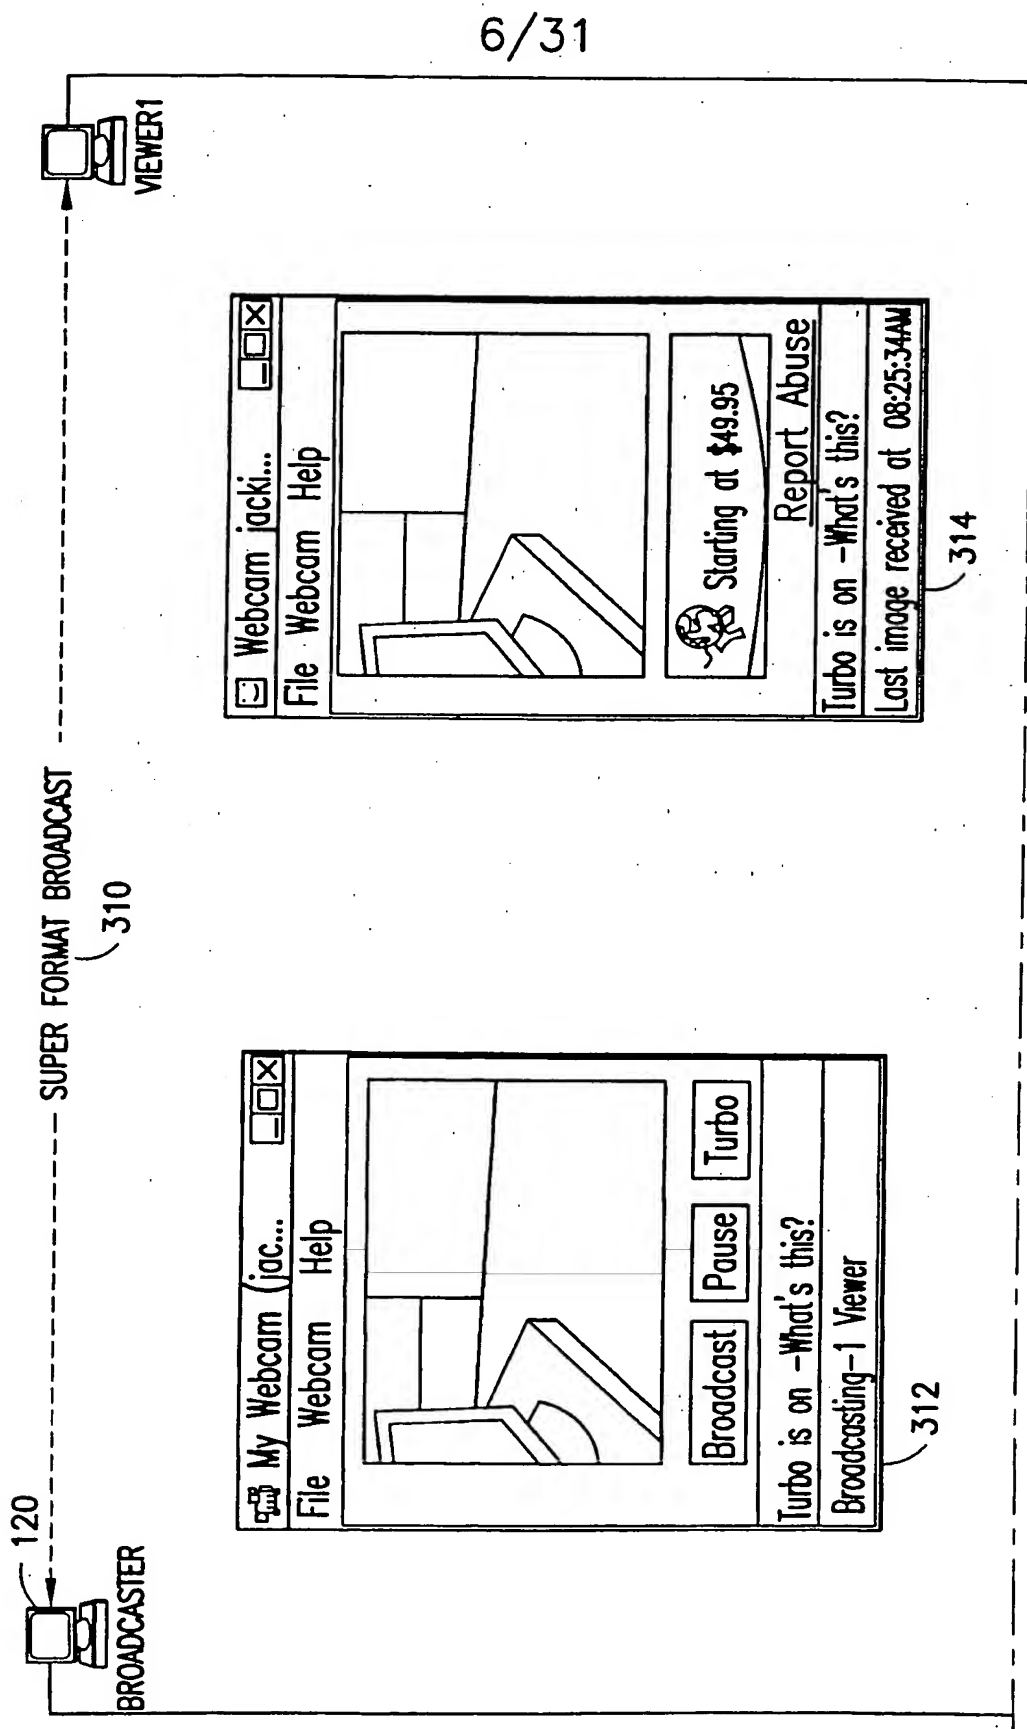 6/31
120
BROADCASTER
SUPER FORMAT BROADCAST
310
VIEWER1
My Webcam (jac...
File Webcam Help
Broadcast Pause Turbo
Turbo is on -What's this?
Broadcasting-1 Viewer
312
Webcam jacki...
File Webcam Help
Starting at $49.95
Report Abuse
Turbo is on -What's this?
Last image received at 08:25:34AM
314